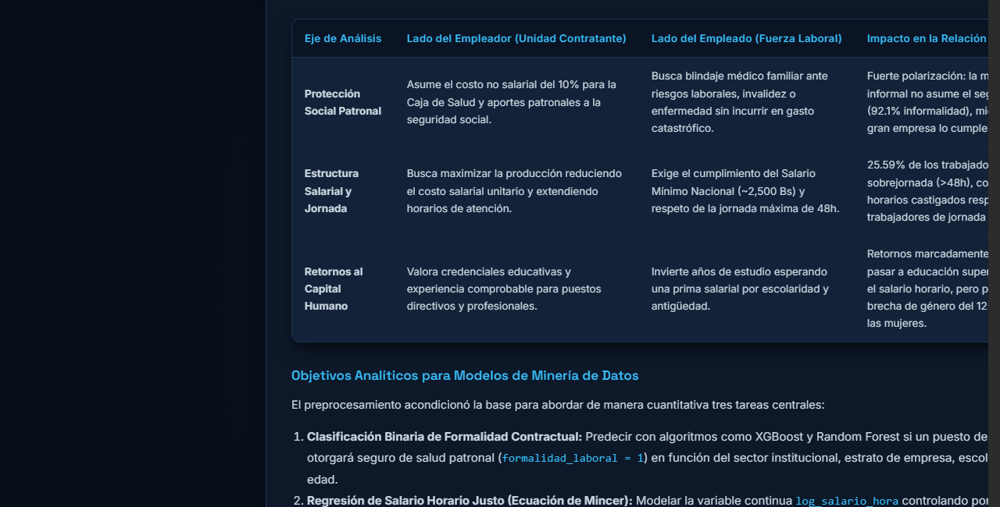 Eje de Análisis Lado del Empleador (Unidad Contratante) Lado del Empleado (Fuerza Laboral) Impacto en la Relación
Protección
Social Patronal
Asume el costo no salarial del 10% para la
Caja de Salud y aportes patronales a la
seguridad social.
Busca blindaje médico familiar ante
riesgos laborales, invalidez o
enfermedad sin incurrir en gasto
catastrófico.
Fuerte polarización: la
informal no asume el
(92.1% informalidad),
gran empresa lo cumple
Estructura
Salarial y
Jornada
Busca maximizar la producción reduciendo
el costo salarial unitario y extendiendo
horarios de atención.
Exige el cumplimiento del Salario
Mínimo Nacional (~2,500 Bs) y
respeto de la jornada máxima de 48h.
25.59% de los
sobrejornada (>48h),
horarios castigados
trabajadores de jornada
Retornos al
Capital
Humano
Valora credenciales educativas y
experiencia comprobable para puestos
directivos y profesionales.
Invierte años de estudio esperando
una prima salarial por escolaridad y
antigüedad.
Retornos marcadamente
pasar a educación
el salario horario, pero
brecha de género del
las mujeres.
Objetivos Analíticos para Modelos de Minería de Datos
El preprocesamiento acondicionó la base para abordar de manera cuantitativa tres tareas centrales:
1. Clasificación Binaria de Formalidad Contractual: Predecir con algoritmos como XGBoost y Random Forest si un puesto de
otorgará seguro de salud patronal (formalidad_laboral = 1) en función del sector institucional, estrato de empresa,
edad.
2. Regresión de Salario Horario Justo (Ecuación de Mincer): Modelar la variable continua log_salario_hora controlando